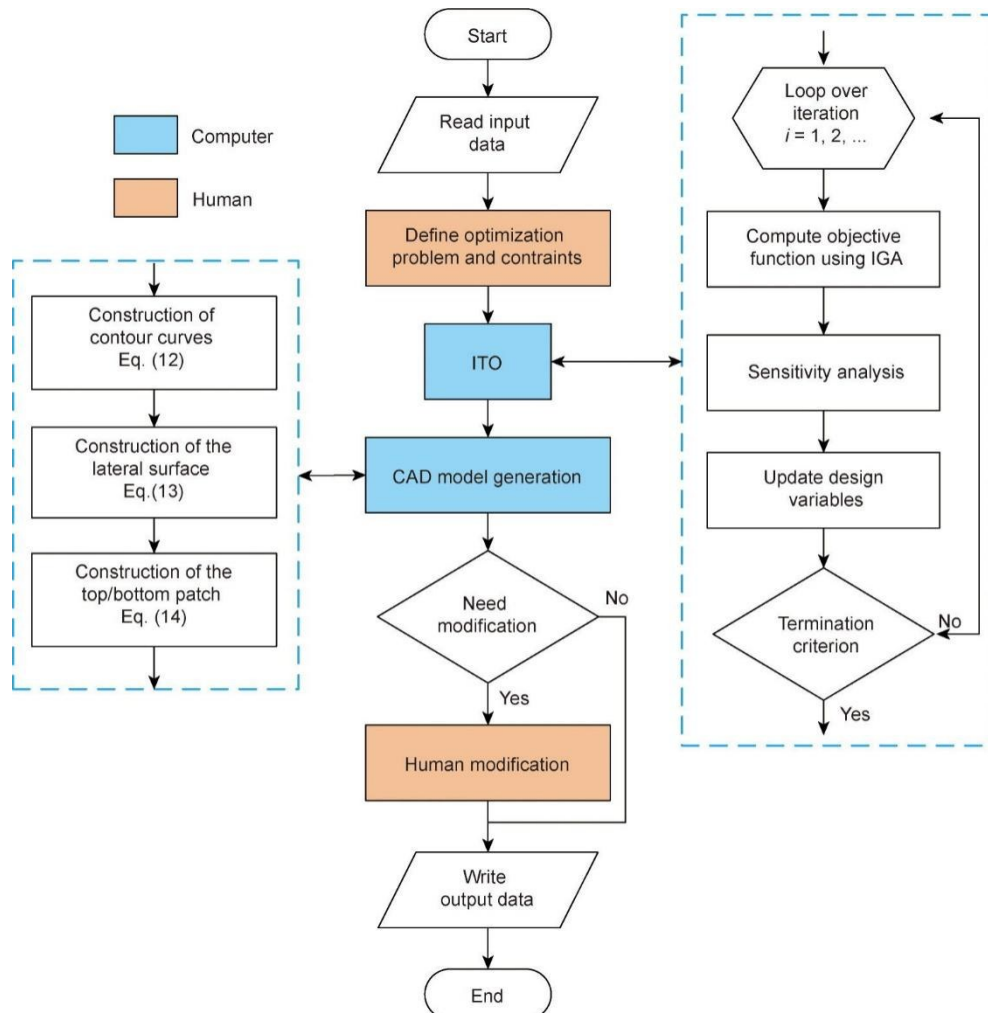 Start
Read input
data
Computer
Human
Define optimization
problem and contraints
ITO
CAD model generation
Need
modification
No
Yes
Human modification
Write
output data
End
Construction of
contour curves
Eq. (12)
Construction of the
lateral surface
Eq.(13)
Construction of the
top/bottom patch
Eq. (14)
Loop over
iteration
i = 1, 2, ...
Compute objective
function using IGA
Sensitivity analysis
Update design
variables
Termination
criterion
No
Yes